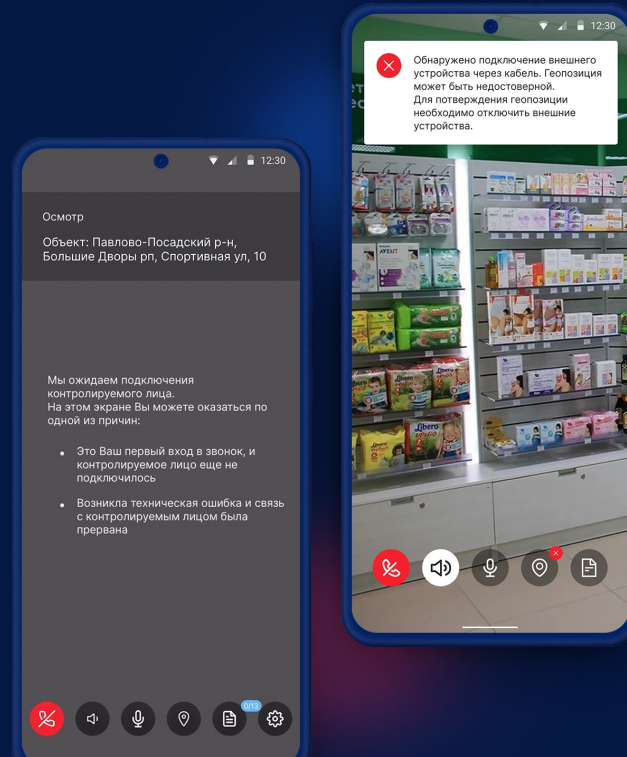 12:30
Осмотр
Объект: Павлово-Посадский р-н,
Большие Дворы рп, Спортивная ул, 10
Мы ожидаем подключения
контролируемого лица.
На этом экране Вы можете оказаться по
одной из причин:
• Это Ваш первый вход в звонок, и
контролируемое лицо еще не
подключилось
• Возникла техническая ошибка и связь
с контролируемым лицом была
прервана
0/13
12:30
Обнаружено подключение внешнего
устройства через кабель. Геопозиция
может быть недостоверной.
Для потверждения геопозиции
необходимо отключить внешние
устройства.
AVENT
Libero
Libero
Libero